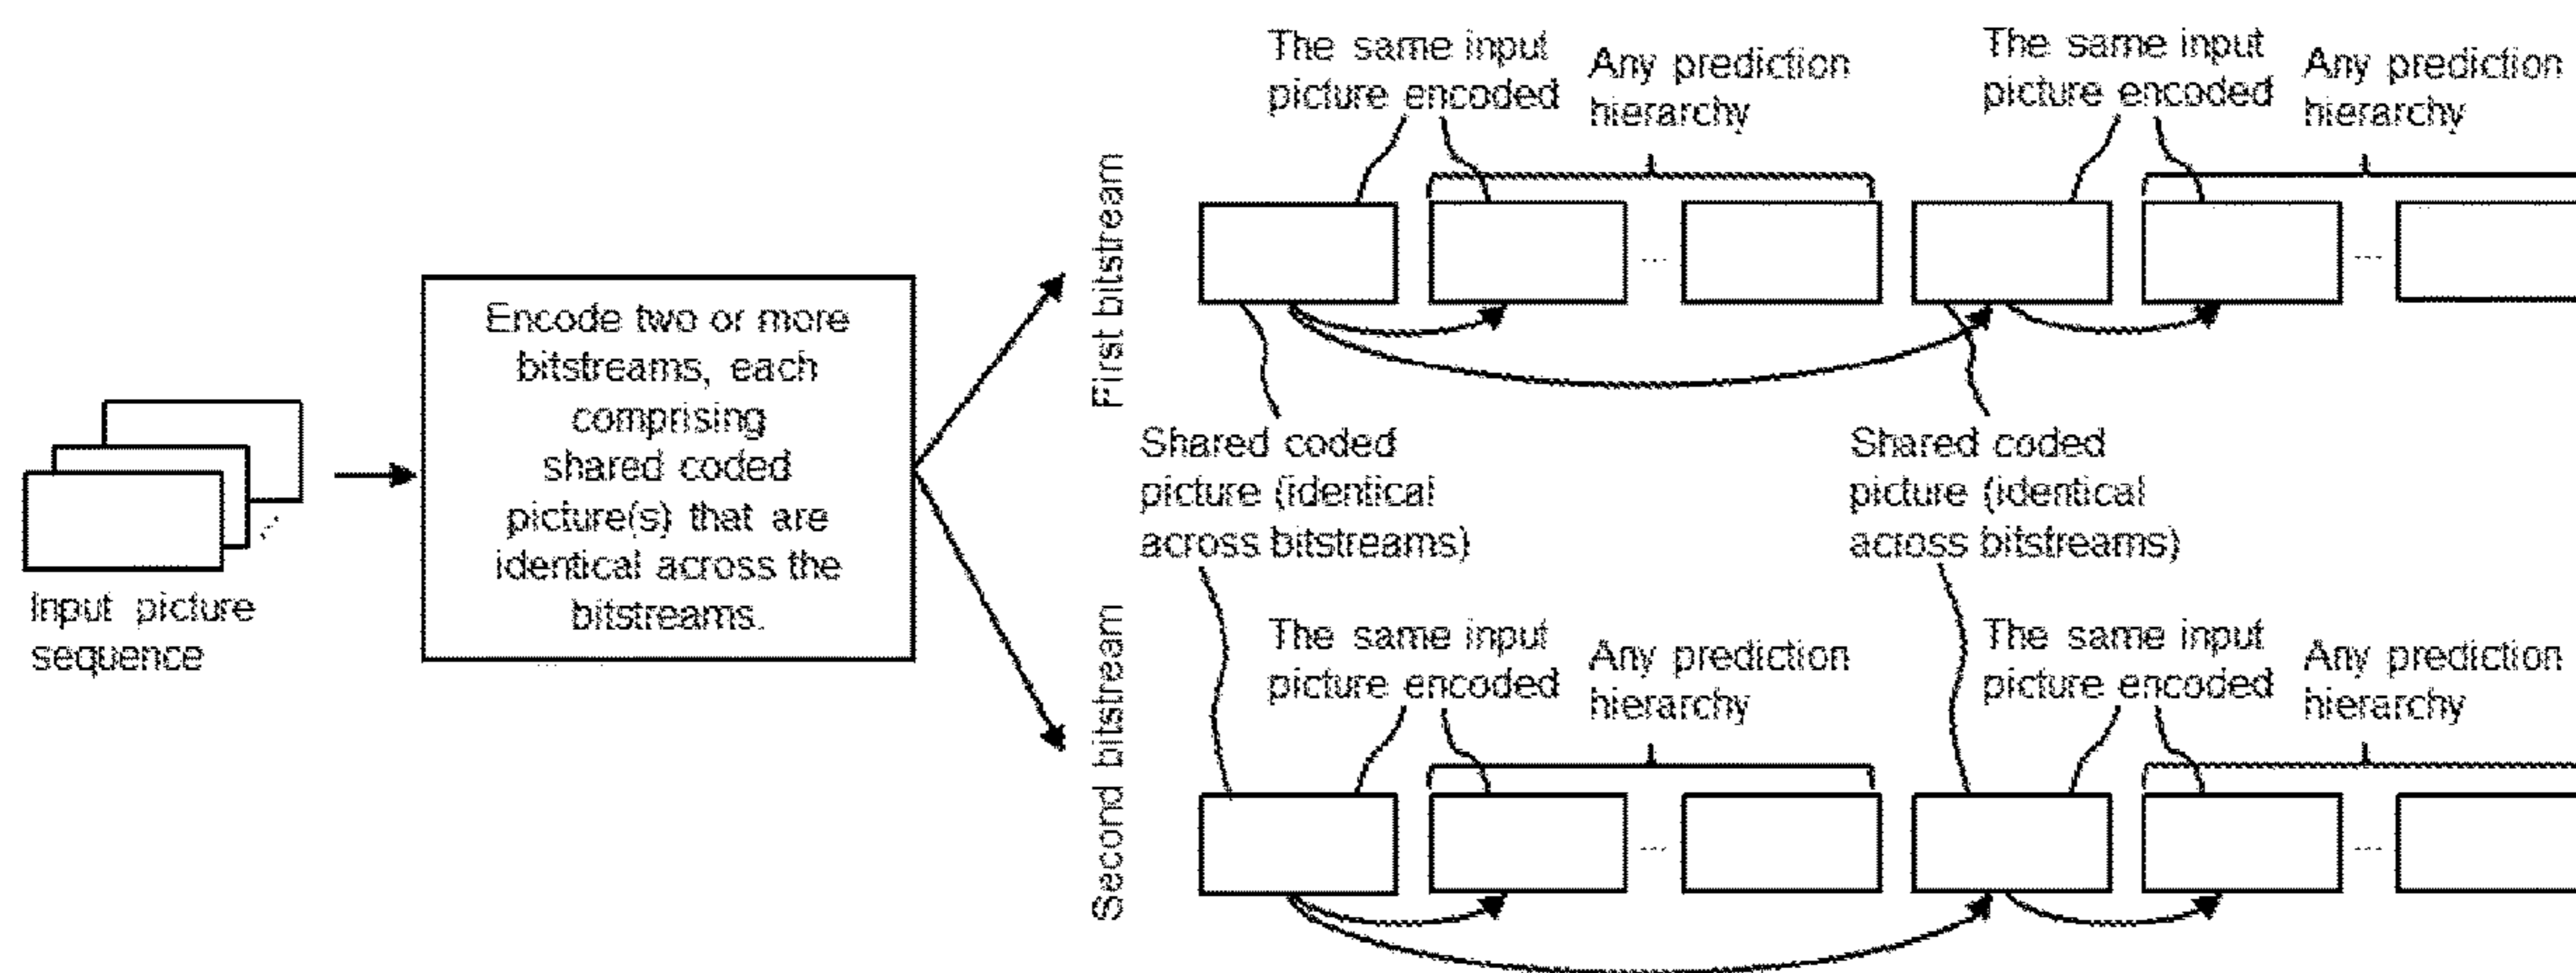 Input picture
sequence
Encode two or more
bitstreams, each
comprising
shared coded
picture(s) that are
identical across the
bitstreams.
First bitstream
The same input
picture encoded
Any prediction
hierarchy
The same input
picture encoded
Any prediction
hierarchy
...
...
Shared coded
picture (identical
across bitstreams)
Shared coded
picture (identical
across bitstreams)
Second bitstream
The same input
picture encoded
Any prediction
hierarchy
The same input
picture encoded
Any prediction
hierarchy
...
...